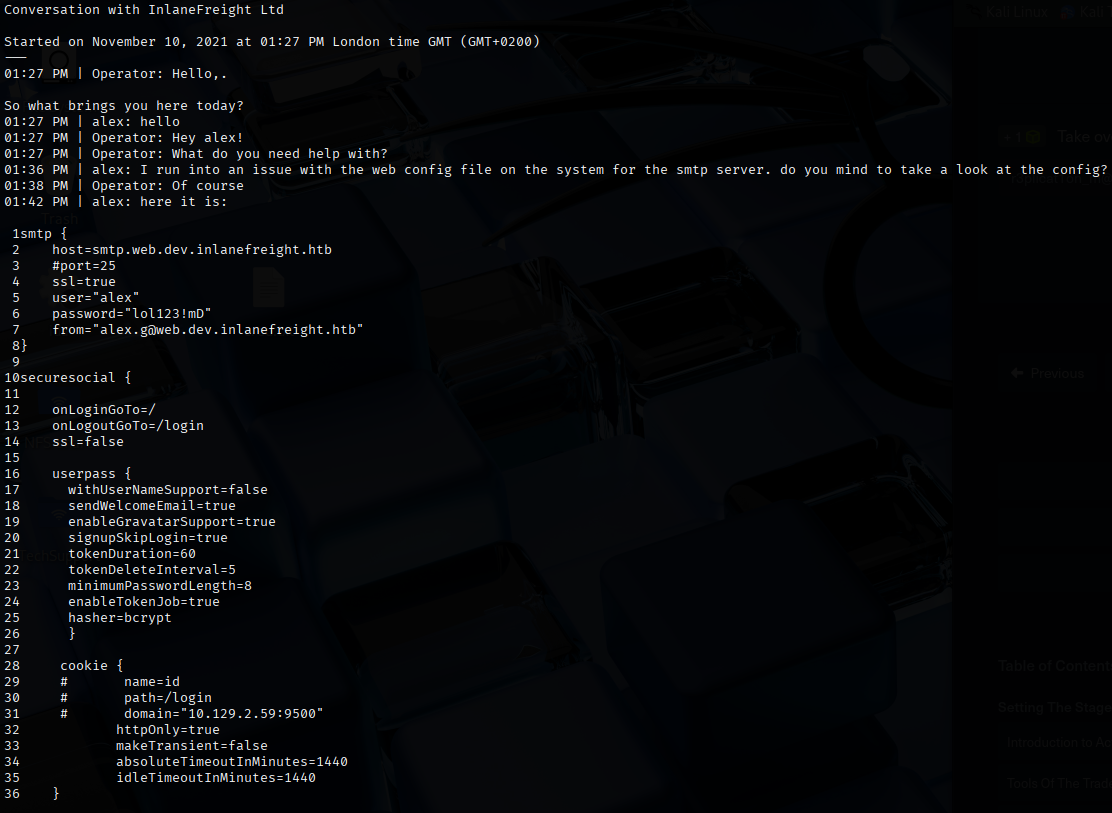 Conversation with InlaneFreight Ltd
Started on November 10, 2021 at 01:27 PM London time GMT (GMT+0200)
---
01:27 PM | Operator: Hello,.
So what brings you here today?
01:27 PM | alex: hello
01:27 PM | Operator: Hey alex!
01:27 PM | Operator: What do you need help with?
01:36 PM | alex: I run into an issue with the web config file on the system for the smtp server. do you mind to take a look at the config?
01:38 PM | Operator: Of course
01:42 PM | alex: here it is:
1smtp {
2    host=smtp.web.dev.inlanefreight.htb
3    #port=25
4    ssl=true
5    user="alex"
6    password="lol123!mD"
7    from="alex.g@web.dev.inlanefreight.htb"
8}
9
10securesocial {
11
12    onLoginGoTo=/
13    onLogoutGoTo=/login
14    ssl=false
15
16    userpass {
17      withUserNameSupport=false
18      sendWelcomeEmail=true
19      enableGravatarSupport=true
20      signupSkipLogin=true
21      tokenDuration=60
22      tokenDeleteInterval=5
23      minimumPasswordLength=8
24      enableTokenJob=true
25      hasher=bcrypt
26      }
27
28     cookie {
29     #       name=id
30     #       path=/login
31     #       domain="10.129.2.59:9500"
32            httpOnly=true
33            makeTransient=false
34            absoluteTimeoutInMinutes=1440
35            idleTimeoutInMinutes=1440
36    }
Kali Linux
Trash
Take
Previous
Table of Content
Setting The Stage
Introduction to
Tools Of The